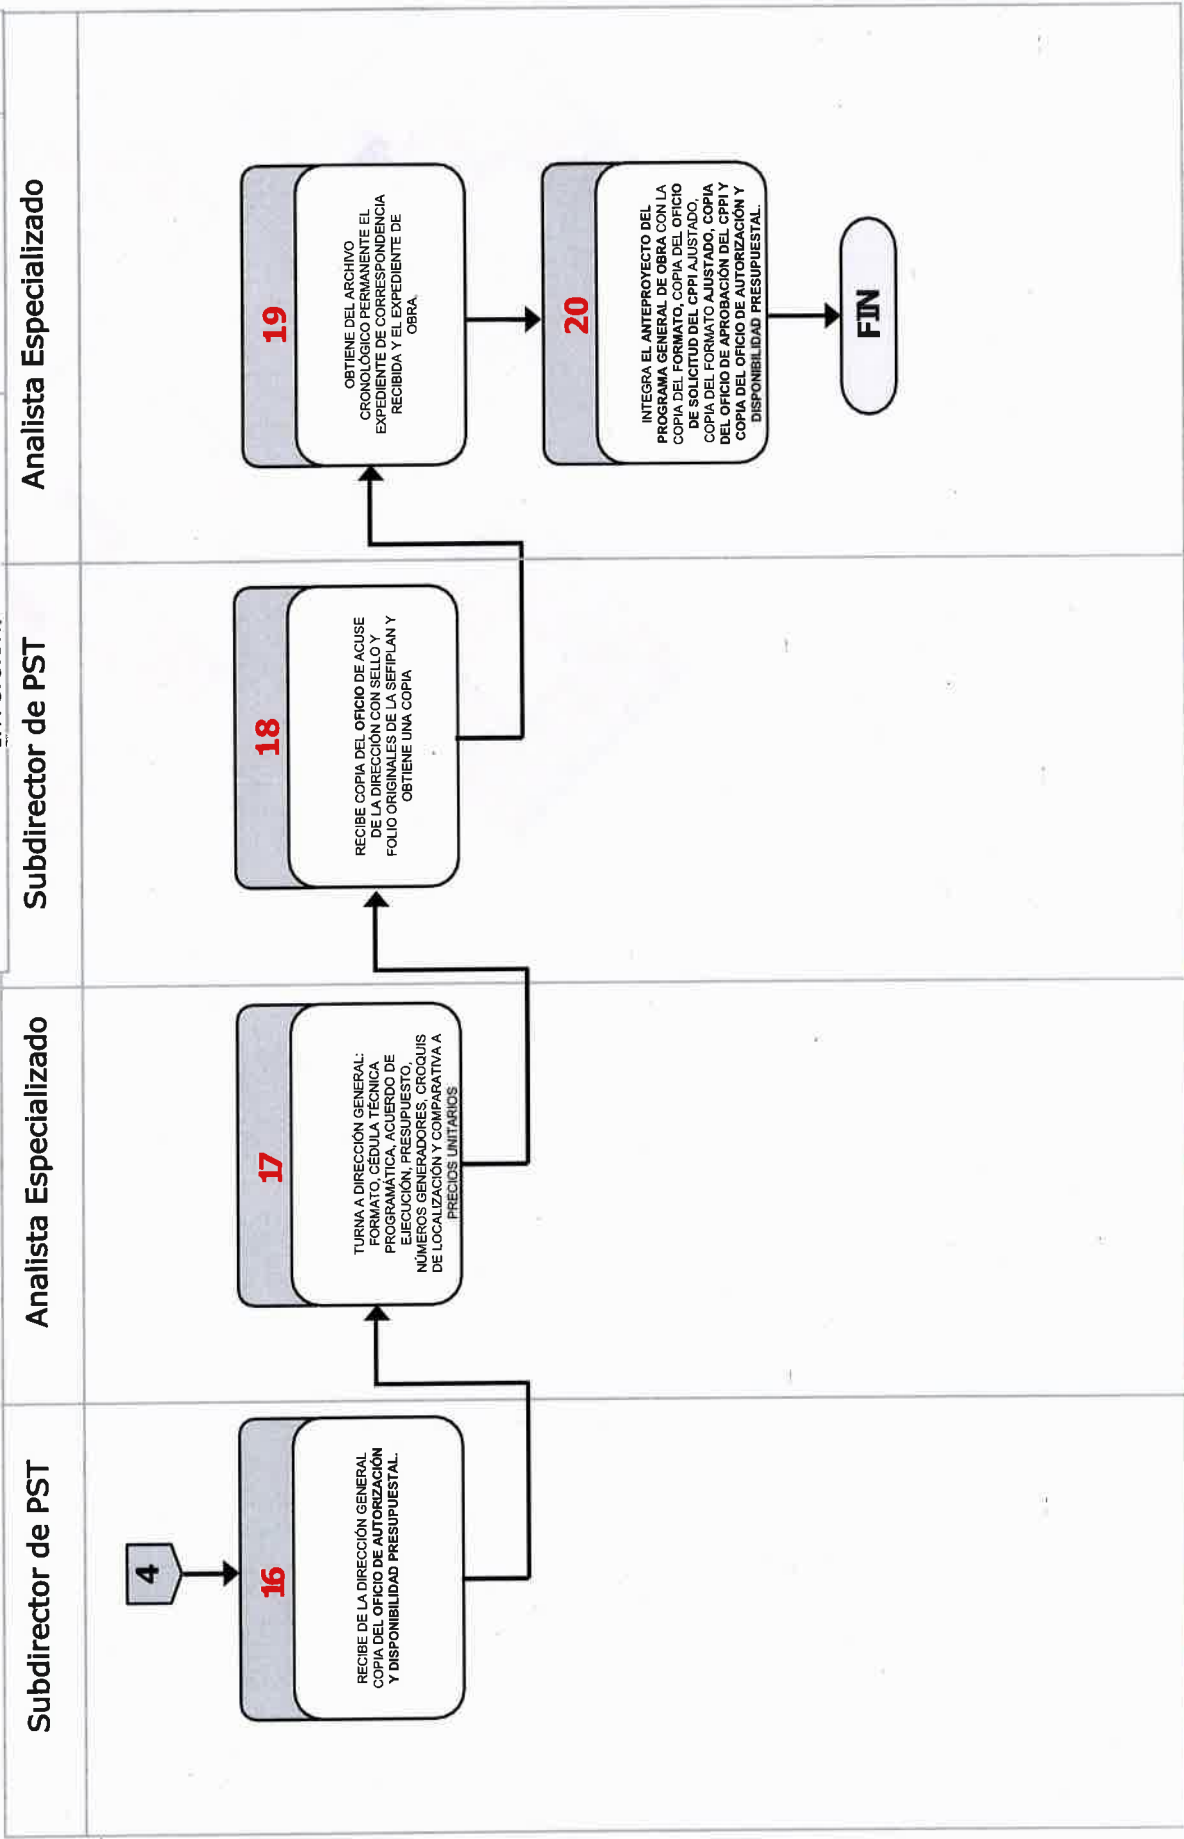 Subdirector de PST
Analista Especializado
Subdirector de PST
Analista Especializado
4
16
RECIBE DE LA DIRECCIÓN GENERAL
COPIA DEL OFICIO DE AUTORIZACIÓN
Y DISPONIBILIDAD PRESUPUESTAL.
17
TURNA A DIRECCIÓN GENERAL:
FORMATO, CÉDULA TÉCNICA
PROGRAMÁTICA, ACUERDO DE
EJECUCIÓN, PRESUPUESTO,
NÚMEROS GENERADORES, CROQUIS
DE LOCALIZACIÓN Y COMPARATIVA A
PRECIOS UNITARIOS
18
RECIBE COPIA DEL OFICIO DE ACUSE
DE LA DIRECCIÓN CON SELLO Y
FOLIO ORIGINALES DE LA SEFIPLAN Y
OBTIENE UNA COPIA
19
OBTIENE DEL ARCHIVO
CRONOLÓGICO PERMANENTE EL
EXPEDIENTE DE CORRESPONDENCIA
RECIBIDA Y EL EXPEDIENTE DE
OBRA.
20
INTEGRA EL ANTEPROYECTO DEL
PROGRAMA GENERAL DE OBRA CON LA
COPIA DEL FORMATO, COPIA DEL OFICIO
DE SOLICITUD DEL CPPI AJUSTADO,
COPIA DEL FORMATO AJUSTADO, COPIA
DEL OFICIO DE APROBACIÓN DEL CPPI Y
COPIA DEL OFICIO DE AUTORIZACIÓN Y
DISPONIBILIDAD PRESUPUESTAL.
FIN